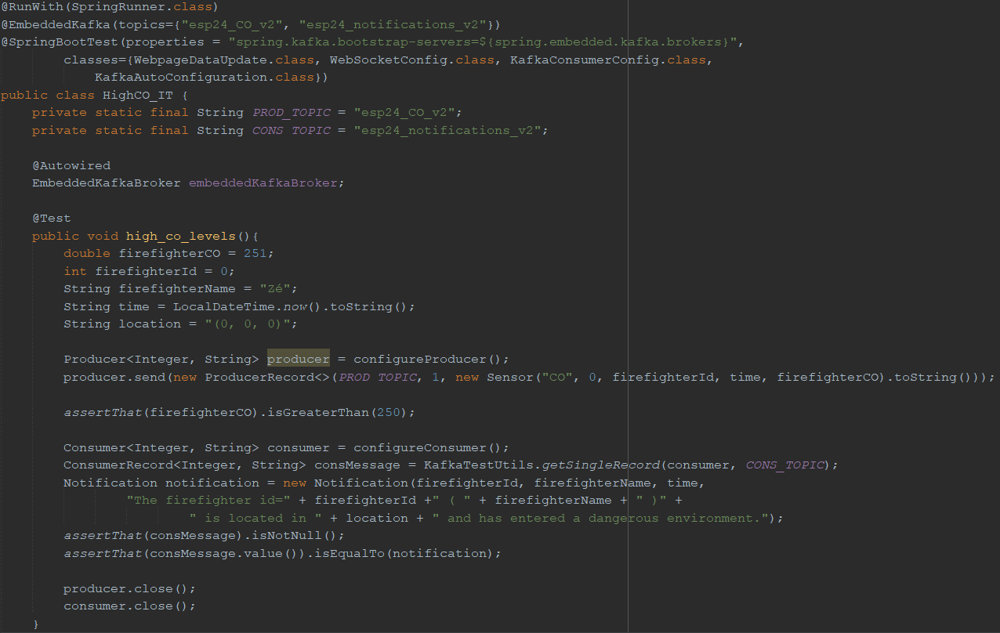 @RunWith(SpringRunner.class)
@EmbeddedKafka(topics={"esp24_CO_v2", "esp24_notifications_v2"})
@SpringBootTest(properties = "spring.kafka.bootstrap-servers=${spring.embedded.kafka.brokers}",
        classes={WebpageDataUpdate.class, WebSocketConfig.class, KafkaConsumerConfig.class,
            KafkaAutoConfiguration.class})
public class HighCO_IT {
    private static final String PROD_TOPIC = "esp24_CO_v2";
    private static final String CONS_TOPIC = "esp24_notifications_v2";

    @Autowired
    EmbeddedKafkaBroker embeddedKafkaBroker;

    @Test
    public void high_co_levels(){
        double firefighterCO = 251;
        int firefighterId = 0;
        String firefighterName = "Zé";
        String time = LocalDateTime.now().toString();
        String location = "(0, 0, 0)";

        Producer<Integer, String> producer = configureProducer();
        producer.send(new ProducerRecord<>(PROD_TOPIC, 1, new Sensor("CO", 0, firefighterId, time, firefighterCO).toString()));

        assertThat(firefighterCO).isGreaterThan(250);

        Consumer<Integer, String> consumer = configureConsumer();
        ConsumerRecord<Integer, String> consMessage = KafkaTestUtils.getSingleRecord(consumer, CONS_TOPIC);
        Notification notification = new Notification(firefighterId, firefighterName, time,
                "The firefighter id=" + firefighterId +" ( " + firefighterName + " )" +
                        " is located in " + location + " and has entered a dangerous environment.");
        assertThat(consMessage).isNotNull();
        assertThat(consMessage.value()).isEqualTo(notification);

        producer.close();
        consumer.close();
    }